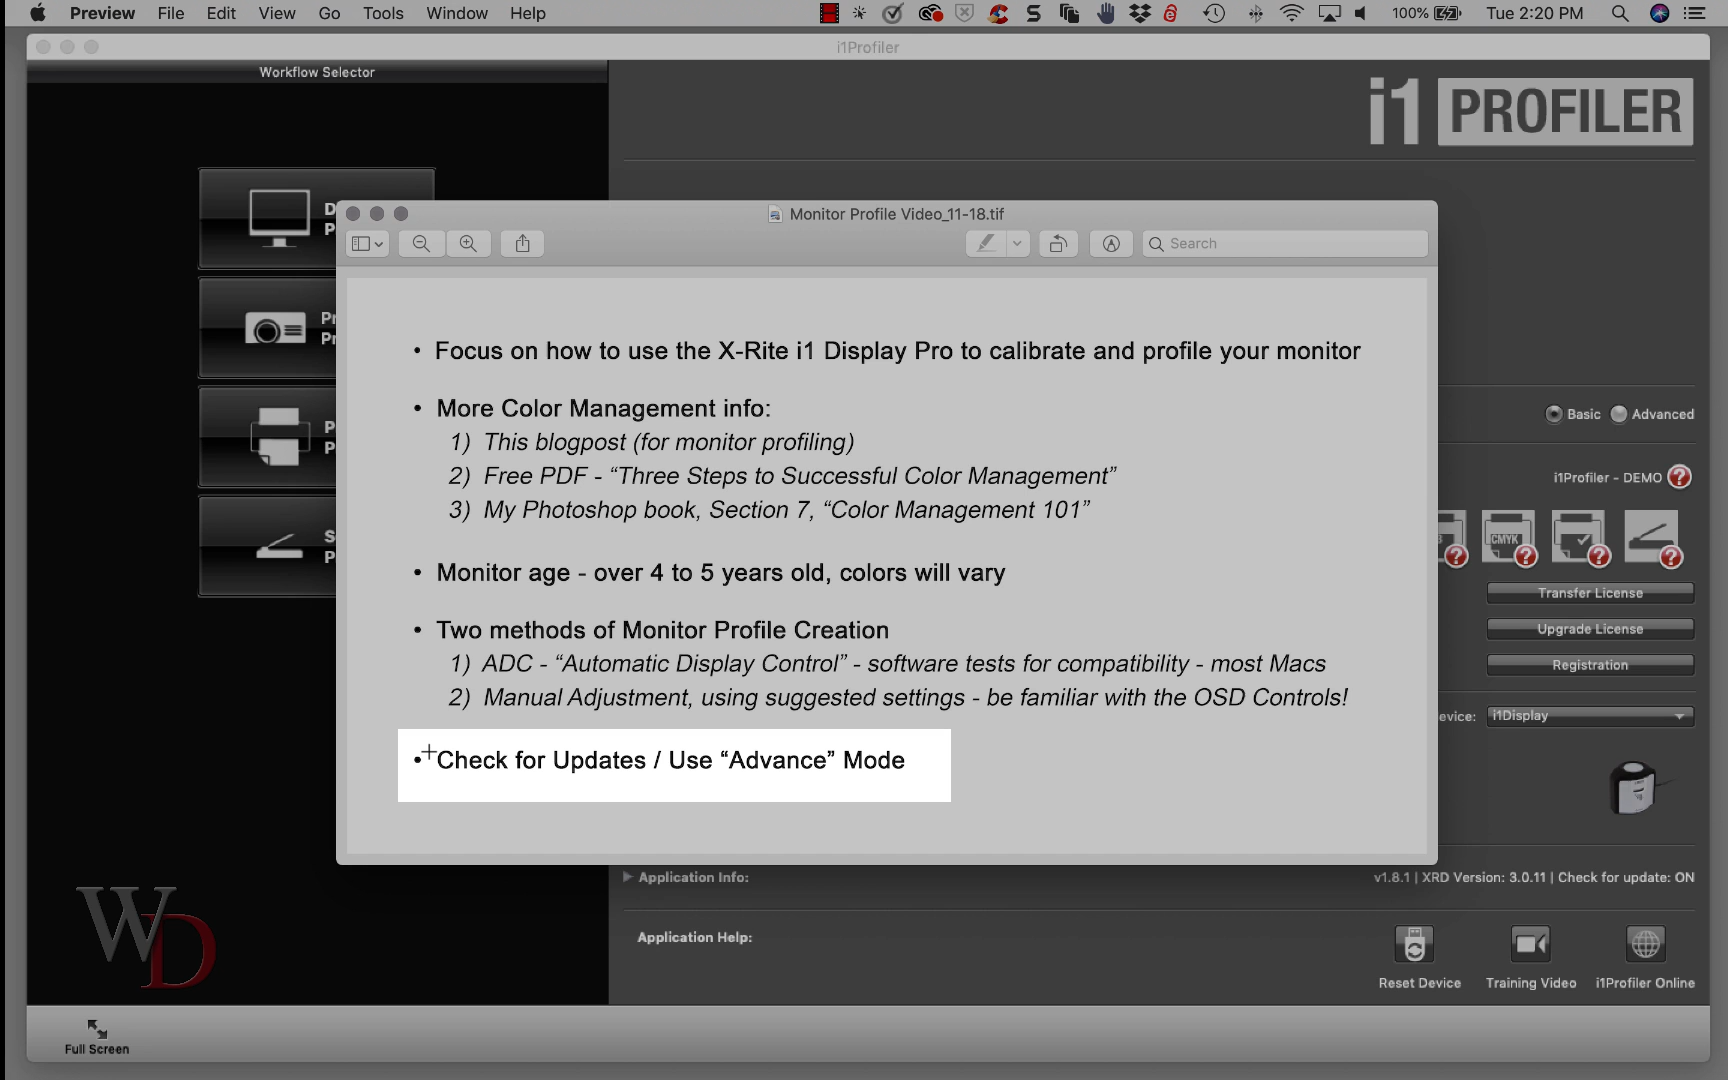 Preview File Edit View Go Tools Window Help 100% Tue 2:20 PM
i1Profiler
Workflow Selector
i1 PROFILER
D
P
Pr
Pr
P
P
S
P
Monitor Profile Video_11-18.tif
Search
• Focus on how to use the X-Rite i1 Display Pro to calibrate and profile your monitor
• More Color Management info:
1) This blogpost (for monitor profiling)
2) Free PDF - “Three Steps to Successful Color Management”
3) My Photoshop book, Section 7, “Color Management 101”
• Monitor age - over 4 to 5 years old, colors will vary
• Two methods of Monitor Profile Creation
1) ADC - “Automatic Display Control” - software tests for compatibility - most Macs
2) Manual Adjustment, using suggested settings - be familiar with the OSD Controls!
• Check for Updates / Use “Advance” Mode
Basic Advanced
i1Profiler - DEMO ?
CMYK
Transfer License
Upgrade License
Registration
evice: i1Display
Application Info: v1.8.1 | XRD Version: 3.0.11 | Check for update: ON
Application Help:
Reset Device Training Video i1Profiler Online
WD
Full Screen